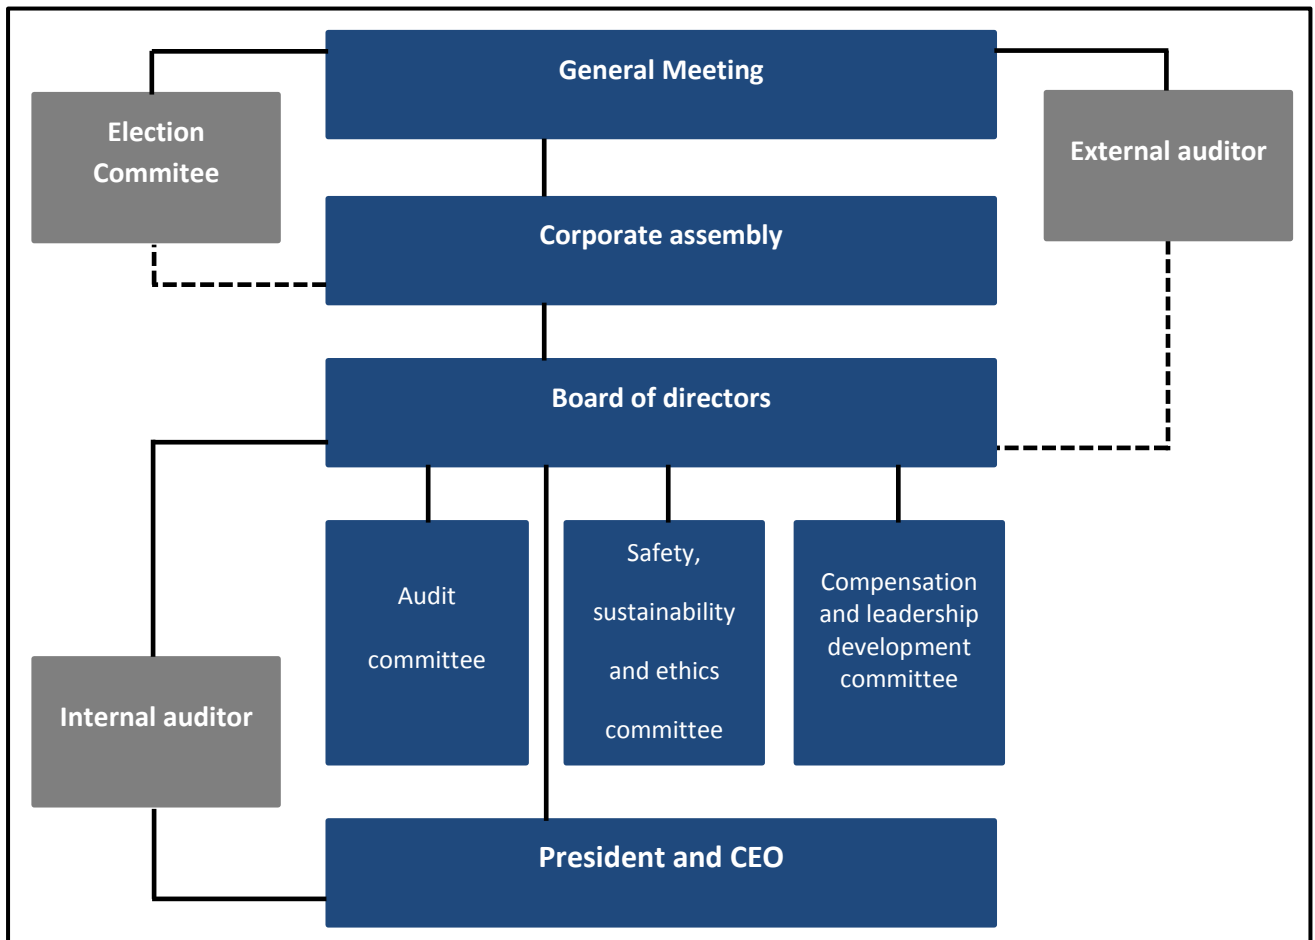 General Meeting
Election
Commitee
External auditor
Corporate assembly
Board of directors
Audit
committee
Safety,
sustainability
and ethics
committee
Compensation
and leadership
development
committee
Internal auditor
President and CEO